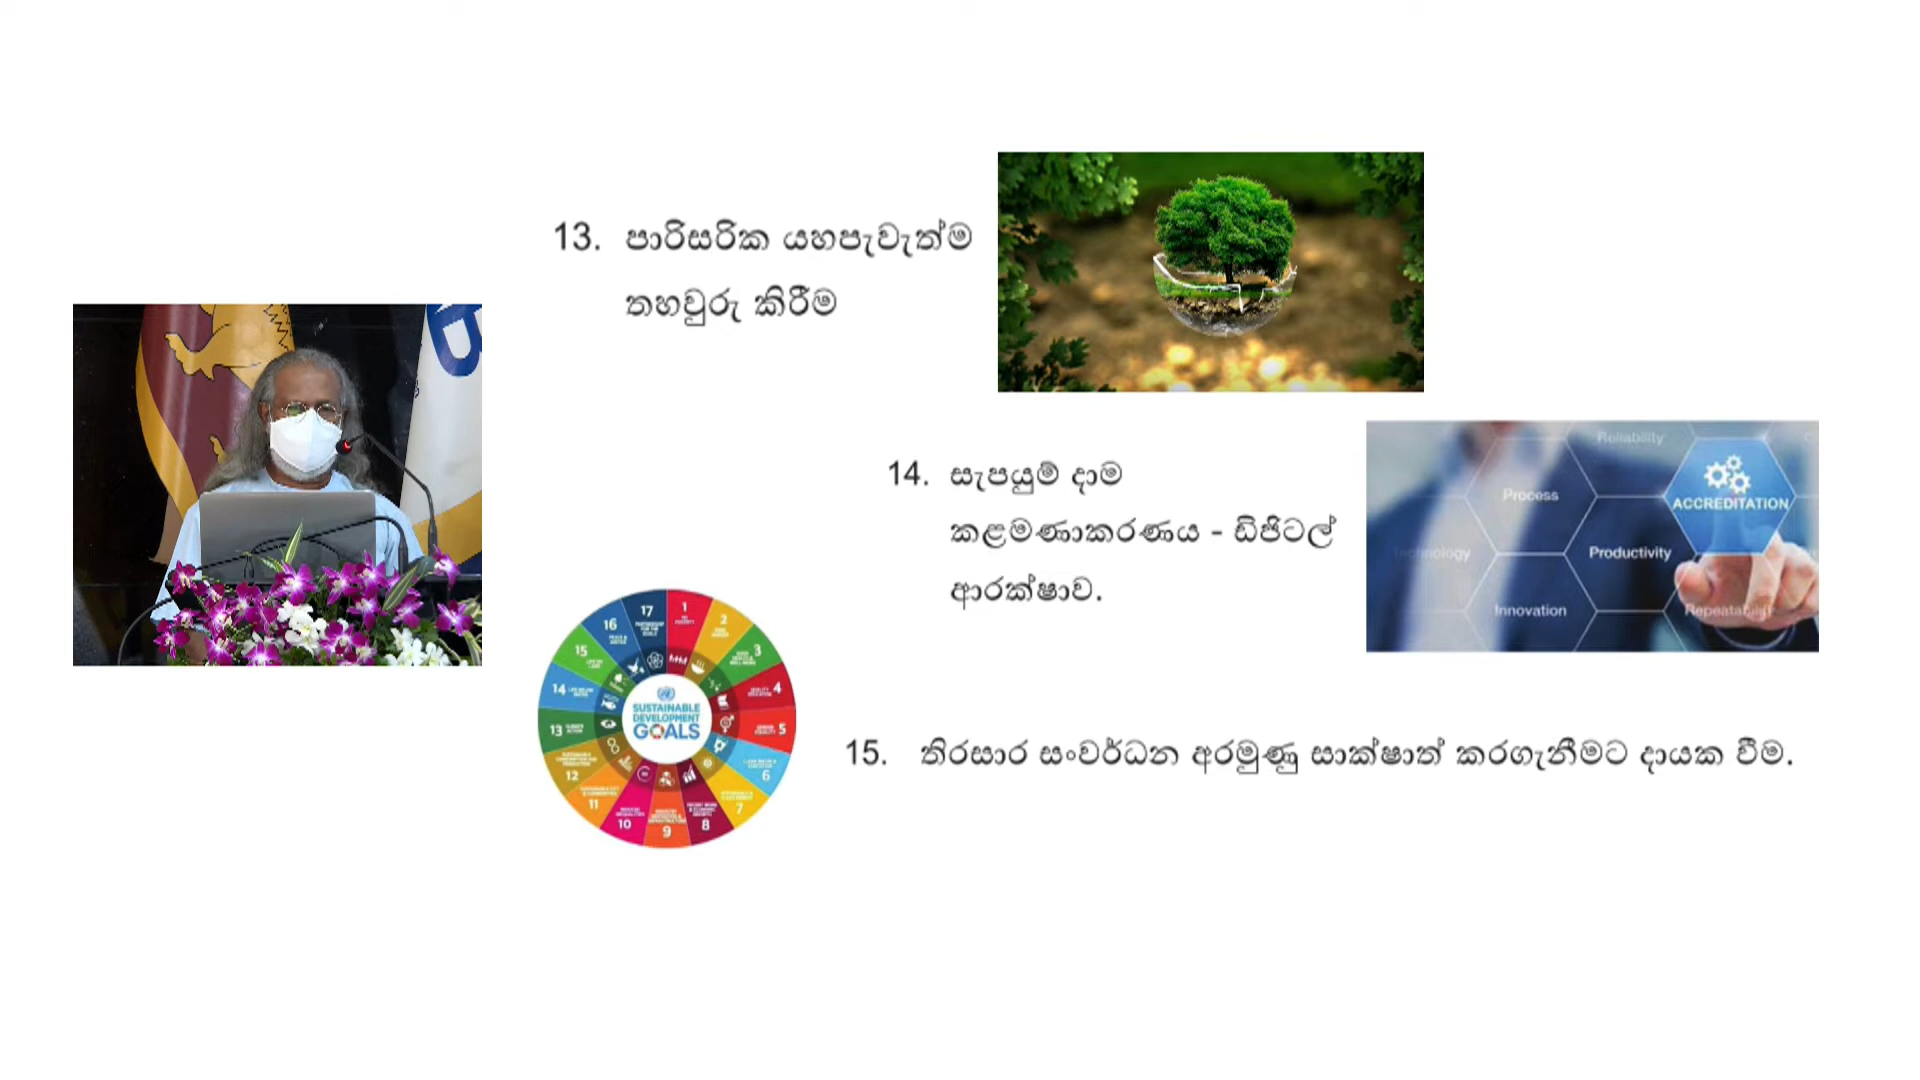 13. පාරිසරික යහපැවැත්ම
තහවුරු කිරීම
Reliability
Process
ACCREDITATION
Technology
Productivity
Innovation
Repeatability
14. සැපයුම් දාම
කළමණාකරණය - ඩිජිටල්
ආරක්ෂාව.
15. තිරසාර සංවර්ධන අරමුණු සාක්ෂාත් කරගැනීමට දායක වීම.
SUSTAINABLE
DEVELOPMENT
GOALS
1
2
3
4
5
6
7
8
9
10
11
12
13
14
15
16
17
B